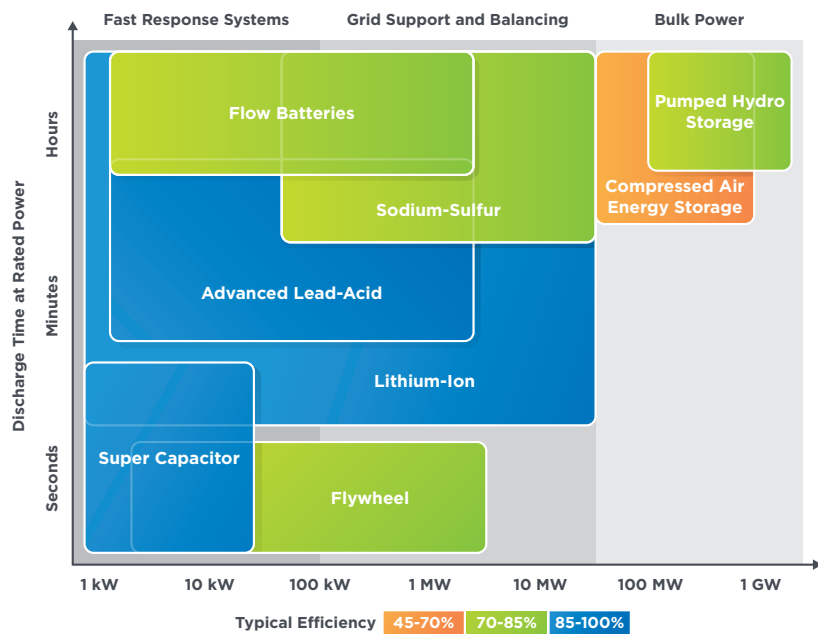 Fast Response Systems
Grid Support and Balancing
Bulk Power
Discharge Time at Rated Power
Hours
Minutes
Seconds
Flow Batteries
Pumped Hydro
Storage
Compressed Air
Energy Storage
Sodium-Sulfur
Advanced Lead-Acid
Lithium-Ion
Super Capacitor
Flywheel
1 kW
10 kW
100 kW
1 MW
10 MW
100 MW
1 GW
Typical Efficiency
45-70%
70-85%
85-100%